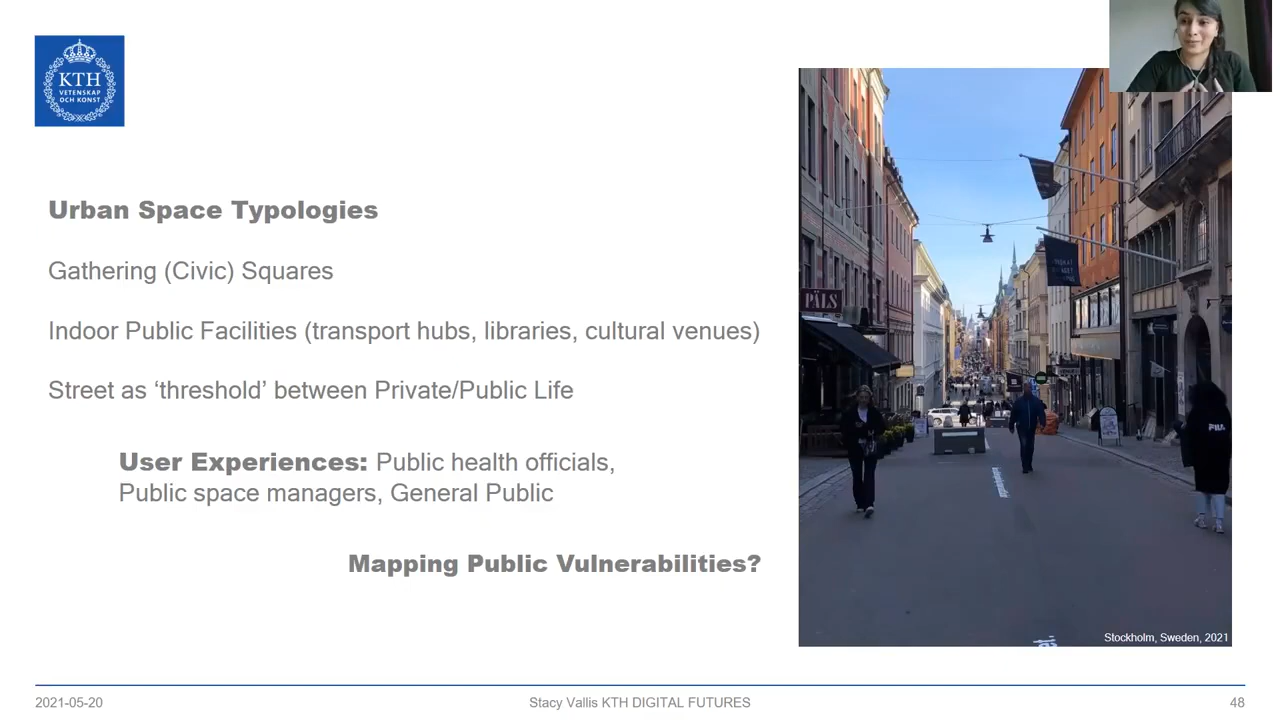 KTH
VETENSKAP
OCH KONST
Urban Space Typologies
Gathering (Civic) Squares
Indoor Public Facilities (transport hubs, libraries, cultural venues)
Street as ‘threshold’ between Private/Public Life
User Experiences: Public health officials,
Public space managers, General Public
Mapping Public Vulnerabilities?
PÄLS
Stockholm, Sweden, 2021
2021-05-20
Stacy Vallis KTH DIGITAL FUTURES
48